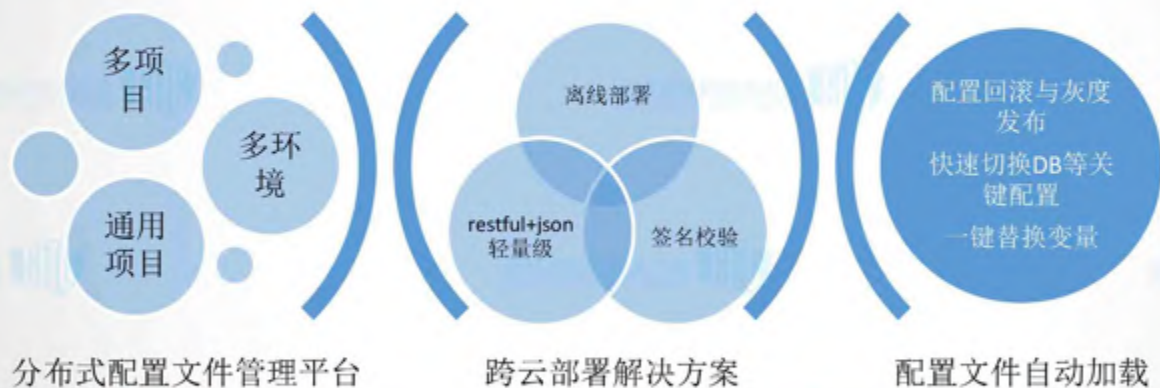 多项
目
多环
境
通用
项目
离线部署
restful+json
轻量级
签名校验
配置回滚与灰度
发布
快速切换DB等关
键配置
一键替换变量
分布式配置文件管理平台
跨云部署解决方案
配置文件自动加载